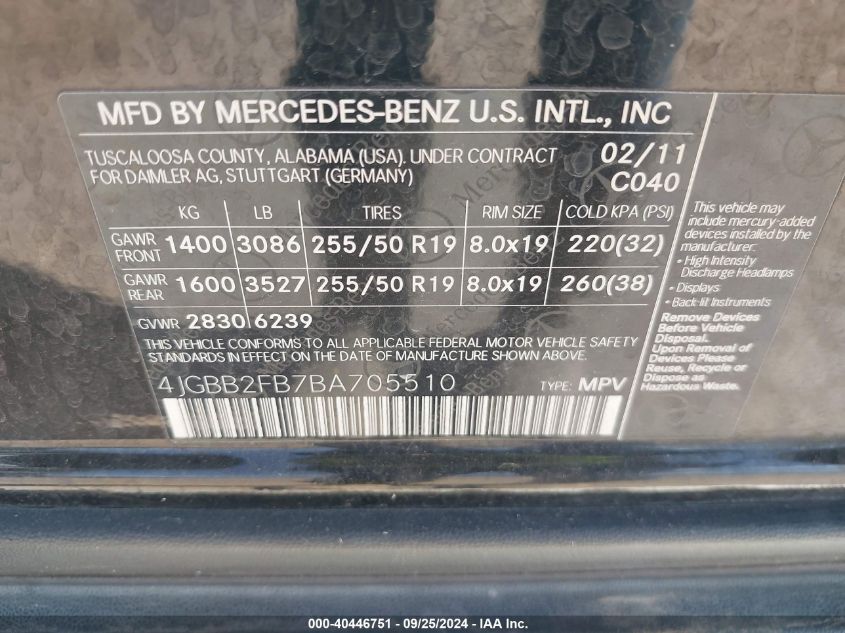 MFD BY MERCEDES-BENZ U.S. INTL., INC
TUSCALOOSA COUNTY, ALABAMA (USA). UNDER CONTRACT
FOR DAIMLER AG, STUTTGART (GERMANY)
02/11
C040
KG LB TIRES RIM SIZE COLD KPA (PSI)
GAWR FRONT 1400 3086 255/50 R19 8.0x19 220(32)
GAWR REAR 1600 3527 255/50 R19 8.0x19 260(38)
GVWR 2830 6239
THIS VEHICLE CONFORMS TO ALL APPLICABLE FEDERAL MOTOR VEHICLE SAFETY
STANDARDS IN EFFECT ON THE DATE OF MANUFACTURE SHOWN ABOVE.
4JGBB2FB7BA705510 TYPE: MPV
This vehicle may
include mercury-added
devices installed by the
manufacturer:
• High Intensity
Discharge Headlamps
• Displays
• Back-lit Instruments
Remove Devices
Before Vehicle
Disposal.
Upon Removal of
Devices Please
Reuse, Recycle or
Dispose as
Hazardous Waste.
000-40446751 - 09/25/2024 - IAA Inc.